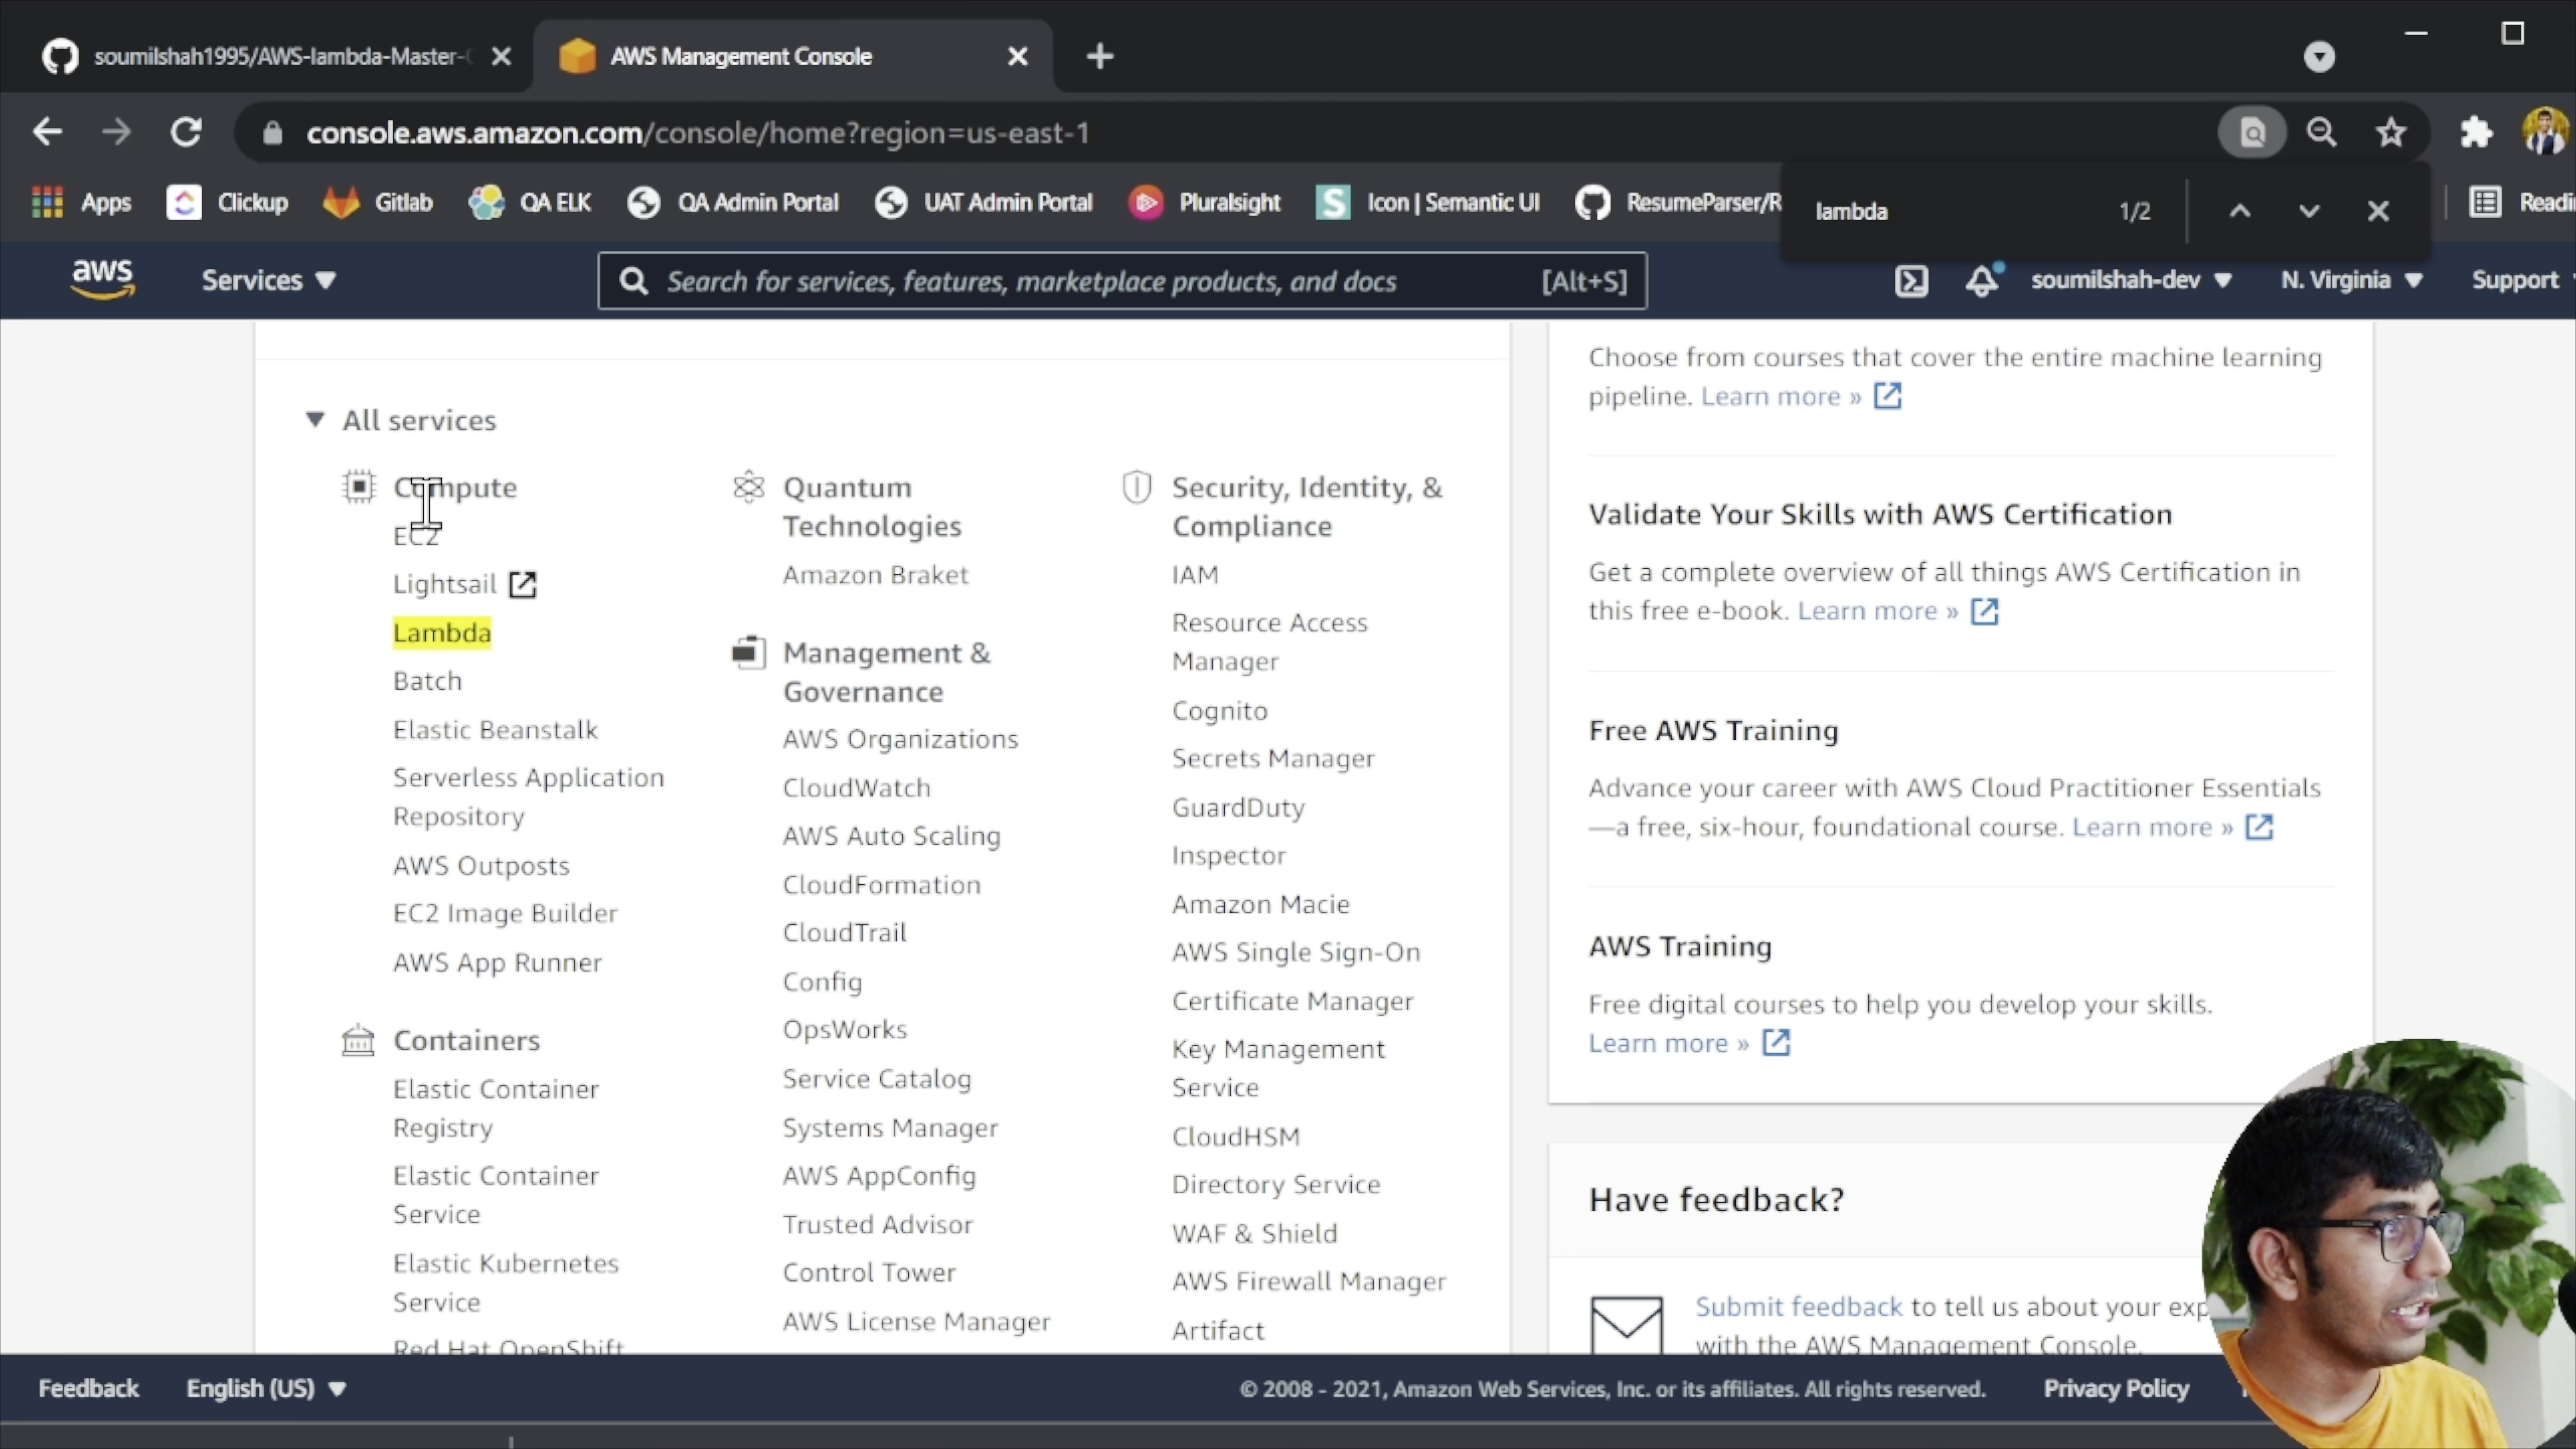 soumilshah1995/AWS-lambda-Master-
AWS Management Console
console.aws.amazon.com/console/home?region=us-east-1
Apps
Clickup
Gitlab
QA ELK
QA Admin Portal
UAT Admin Portal
Pluralsight
Icon | Semantic UI
ResumeParser/R
lambda
1/2
Readi
aws
Services
Search for services, features, marketplace products, and docs
[Alt+S]
soumilshah-dev
N. Virginia
Support
All services
Compute
EC2
Lightsail
Lambda
Batch
Elastic Beanstalk
Serverless Application
Repository
AWS Outposts
EC2 Image Builder
AWS App Runner
Containers
Elastic Container
Registry
Elastic Container
Service
Elastic Kubernetes
Service
Red Hat OpenShift
Quantum
Technologies
Amazon Braket
Management &
Governance
AWS Organizations
CloudWatch
AWS Auto Scaling
CloudFormation
CloudTrail
Config
OpsWorks
Service Catalog
Systems Manager
AWS AppConfig
Trusted Advisor
Control Tower
AWS License Manager
Security, Identity, &
Compliance
IAM
Resource Access
Manager
Cognito
Secrets Manager
GuardDuty
Inspector
Amazon Macie
AWS Single Sign-On
Certificate Manager
Key Management
Service
CloudHSM
Directory Service
WAF & Shield
AWS Firewall Manager
Artifact
Choose from courses that cover the entire machine learning
pipeline. Learn more »
Validate Your Skills with AWS Certification
Get a complete overview of all things AWS Certification in
this free e-book. Learn more »
Free AWS Training
Advance your career with AWS Cloud Practitioner Essentials
—a free, six-hour, foundational course. Learn more »
AWS Training
Free digital courses to help you develop your skills.
Learn more »
Have feedback?
Submit feedback to tell us about your exp
with the AWS Management Console.
Feedback
English (US)
© 2008 - 2021, Amazon Web Services, Inc. or its affiliates. All rights reserved.
Privacy Policy